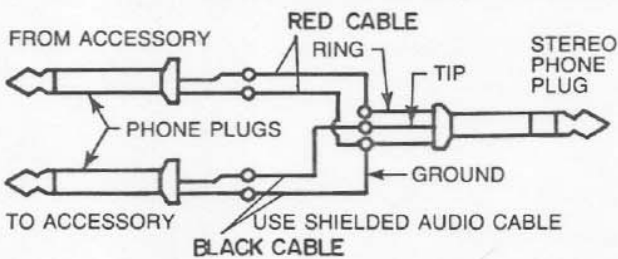 RED CABLE
FROM ACCESSORY
RING
STEREO
PHONE
PLUG
TIP
PHONE PLUGS
GROUND
TO ACCESSORY
USE SHIELDED AUDIO CABLE
BLACK CABLE